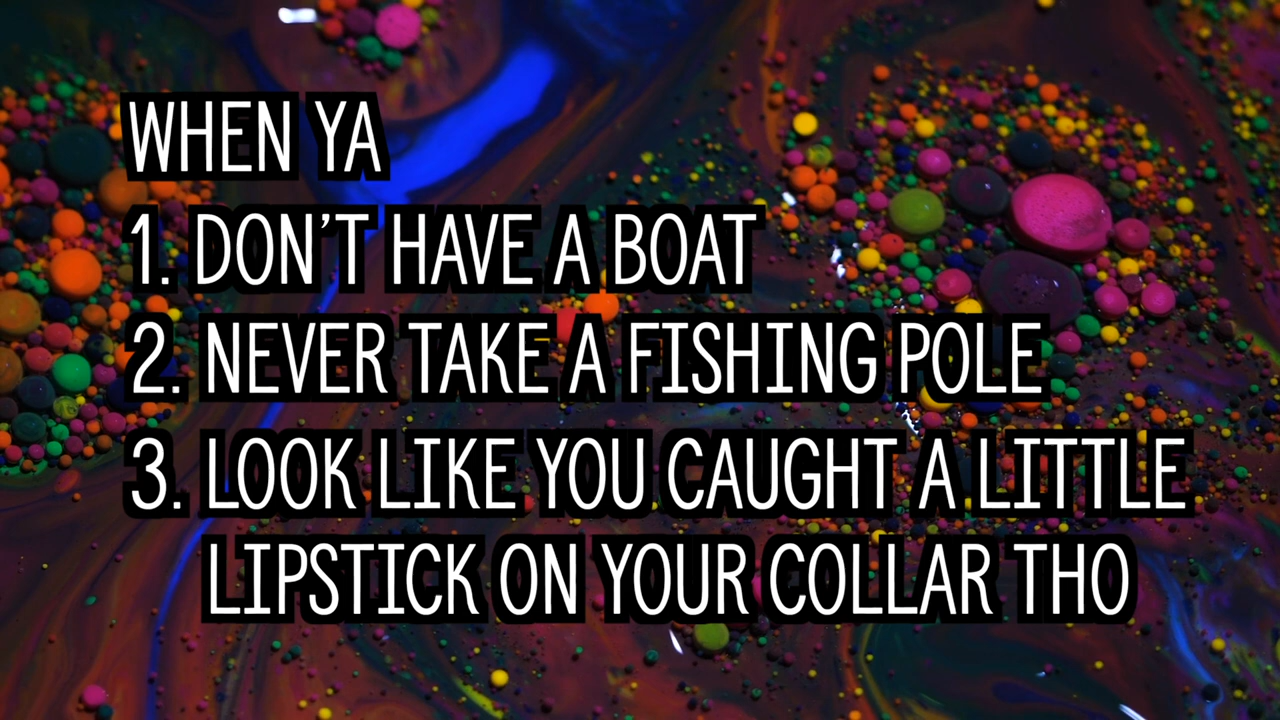 WHEN YA
1. DON'T HAVE A BOAT
2. NEVER TAKE A FISHING POLE
3. LOOK LIKE YOU CAUGHT A LITTLE
LIPSTICK ON YOUR COLLAR THO